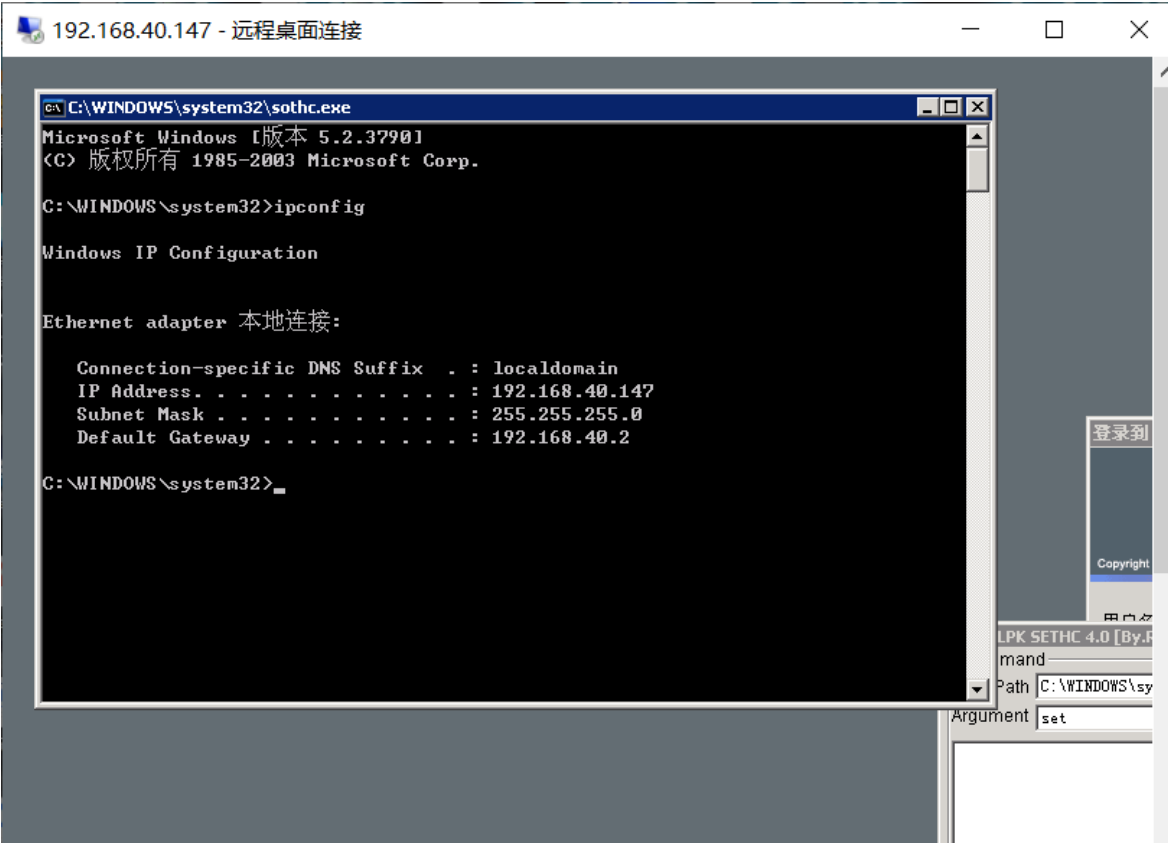 192.168.40.147 - 远程桌面连接
C:\WINDOWS\system32\sothc.exe
Microsoft Windows [版本 5.2.3790]
(C) 版权所有 1985-2003 Microsoft Corp.
C:\WINDOWS\system32>ipconfig
Windows IP Configuration
Ethernet adapter 本地连接:
Connection-specific DNS Suffix . : localdomain
IP Address. . . . . . . . . . . . : 192.168.40.147
Subnet Mask . . . . . . . . . . . : 255.255.255.0
Default Gateway . . . . . . . . . : 192.168.40.2
C:\WINDOWS\system32>
登录到
Copyright
LPK SETHC 4.0 [By.
mand
Path C:\WINDOWS\sy
Argument set